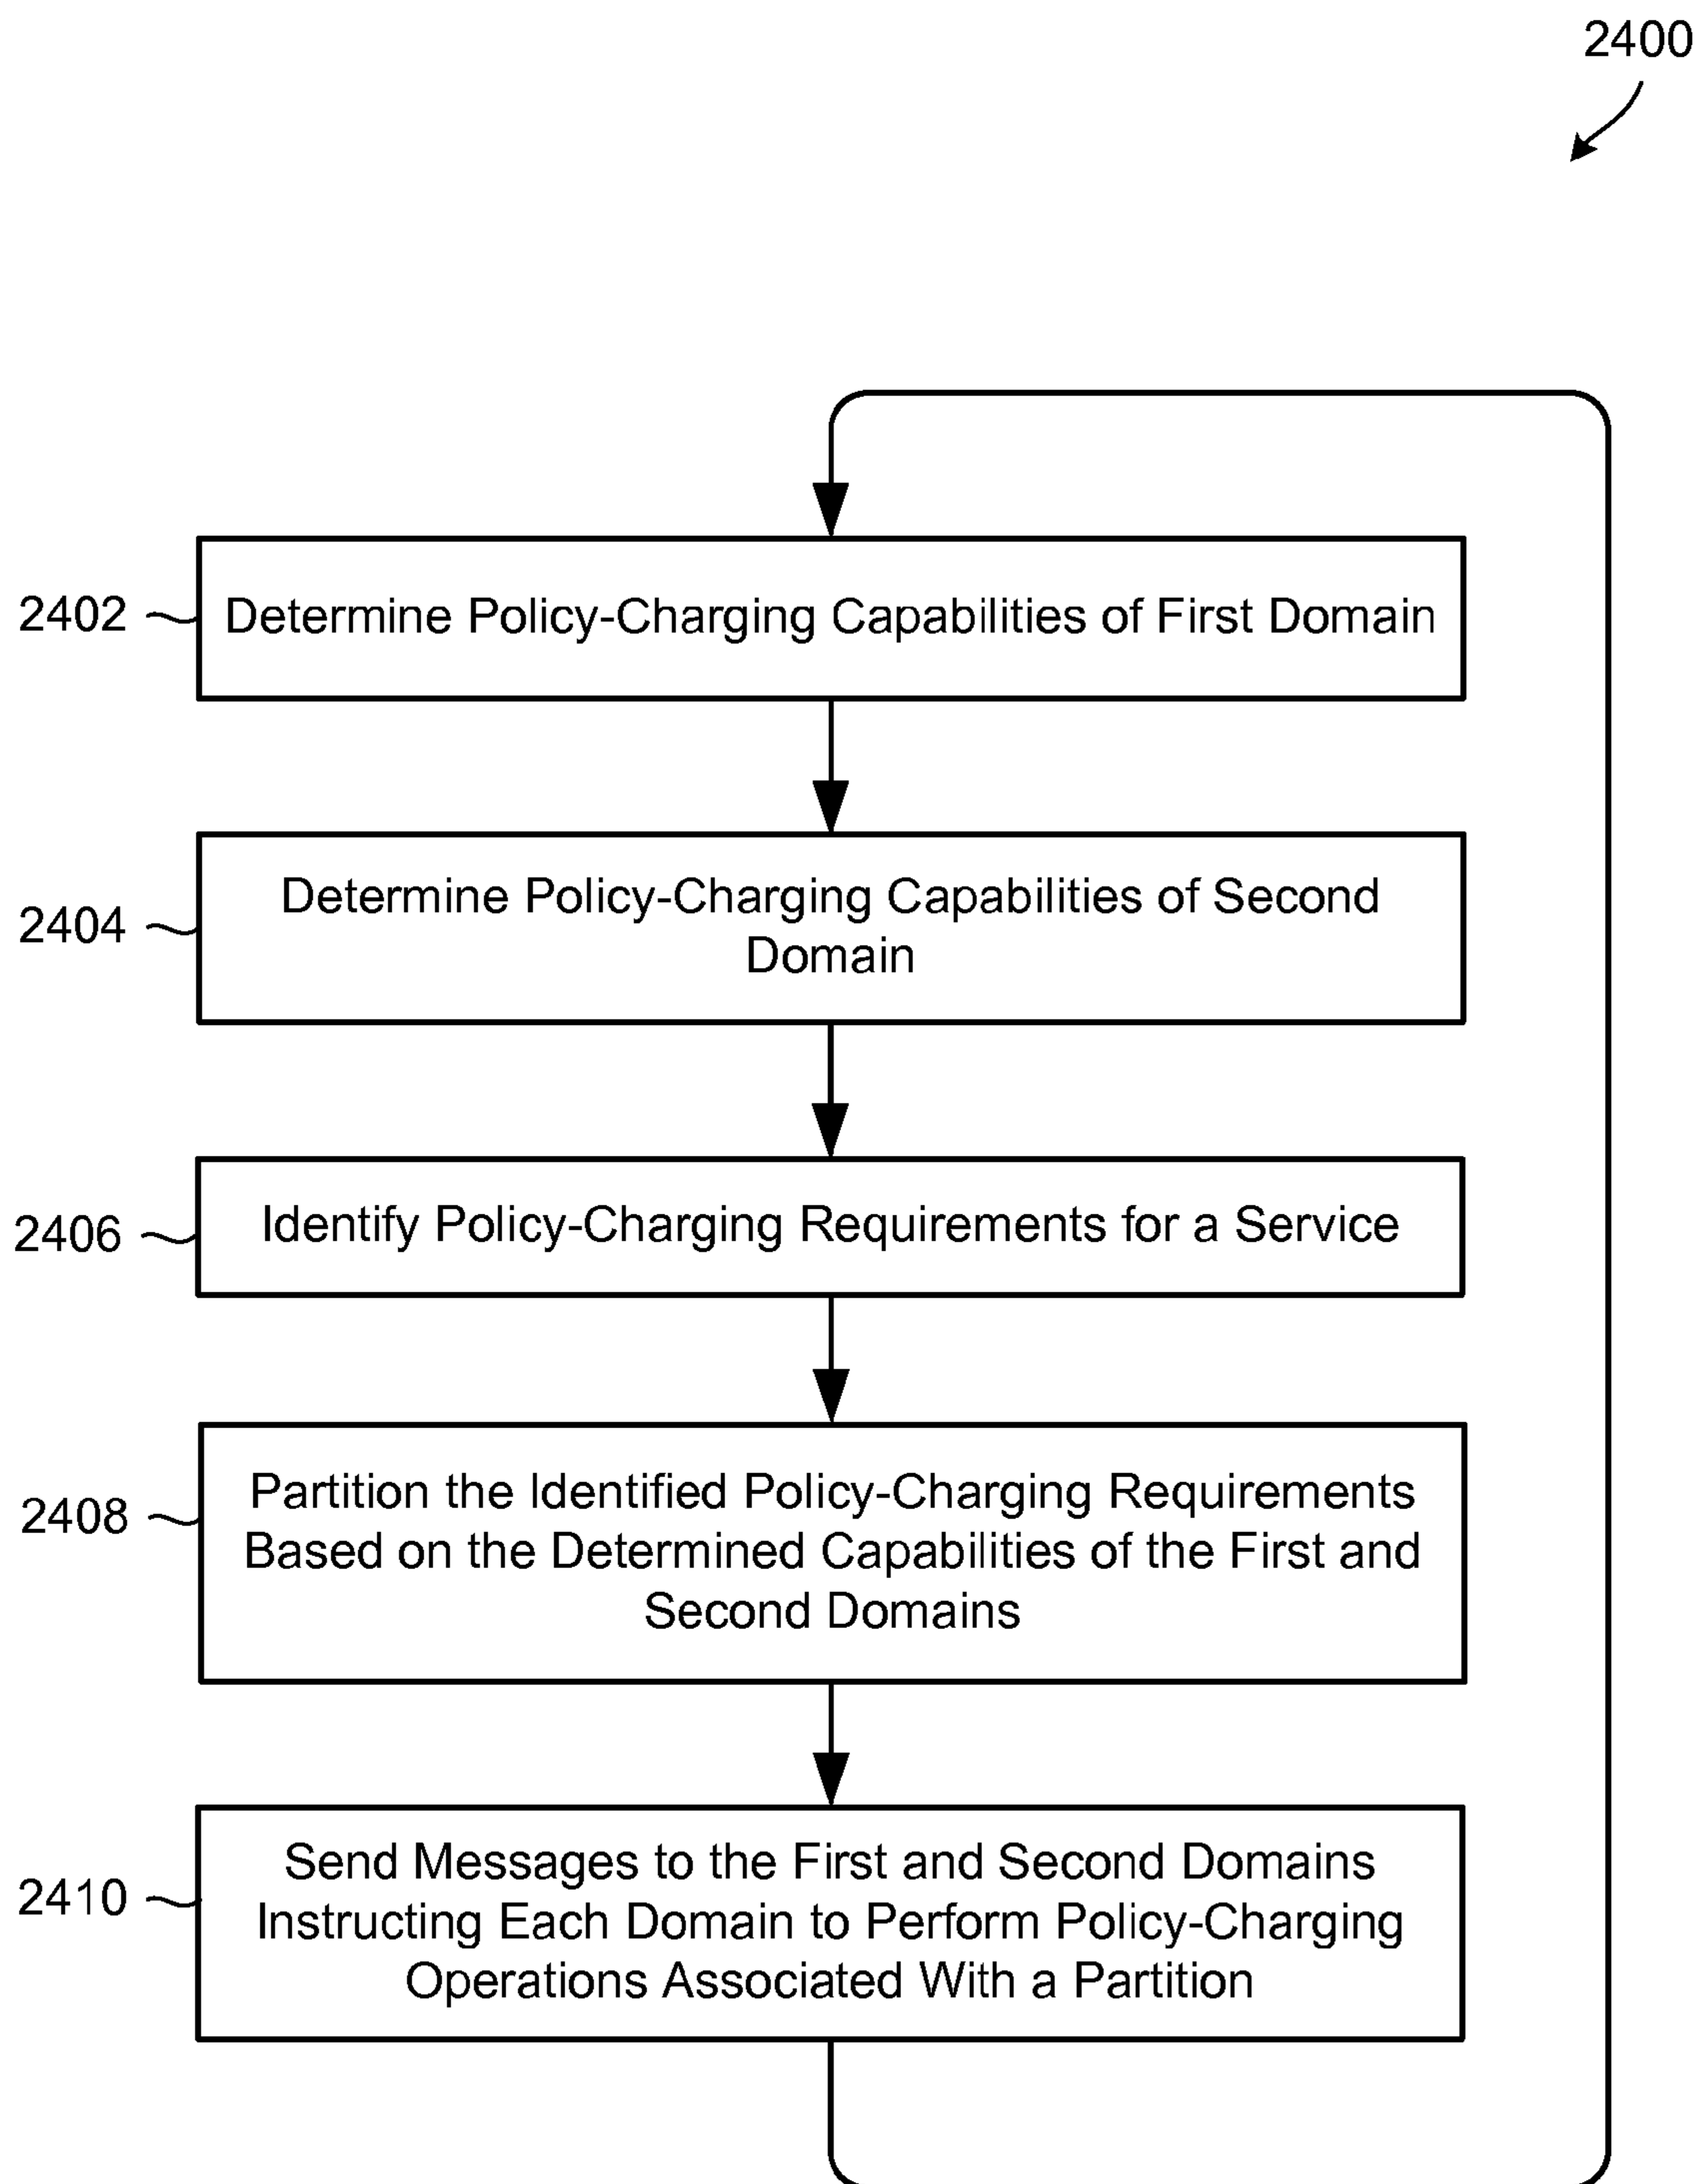 2400
2402
Determine Policy-Charging Capabilities of First Domain
2404
Determine Policy-Charging Capabilities of Second
Domain
2406
Identify Policy-Charging Requirements for a Service
2408
Partition the Identified Policy-Charging Requirements
Based on the Determined Capabilities of the First and
Second Domains
2410
Send Messages to the First and Second Domains
Instructing Each Domain to Perform Policy-Charging
Operations Associated With a Partition